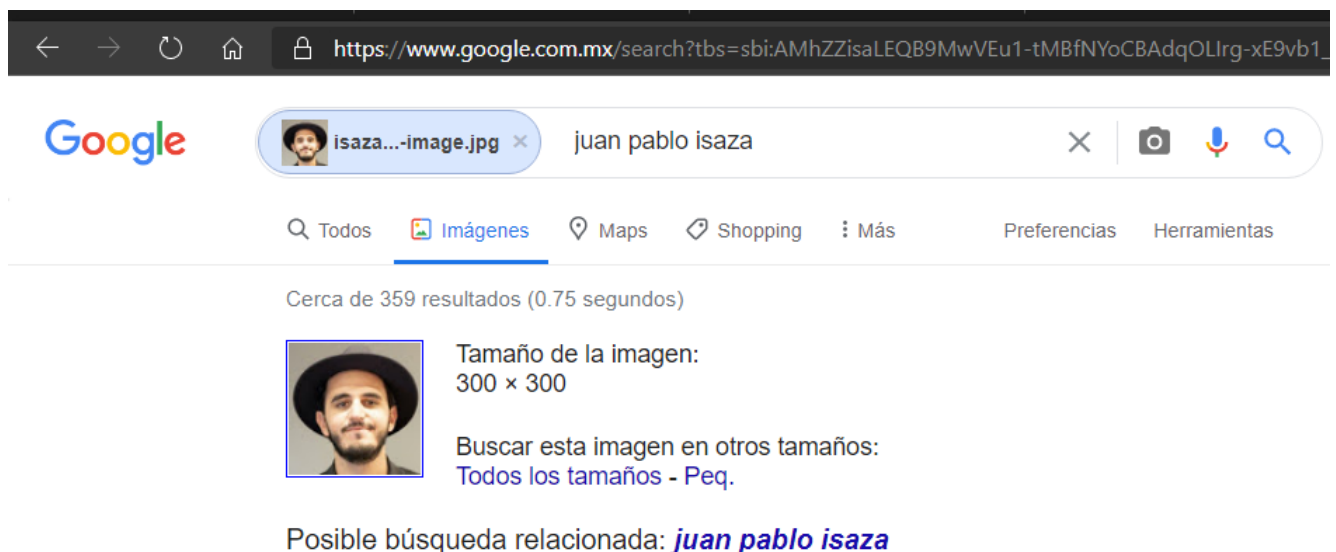 https://www.google.com.mx/search?tbs=sbi:AMhZZisaLEQB9MwVEu1-tMBfNYoCBAdqOLIrg-xE9vb1_
Google isaza...-image.jpg × juan pablo isaza
Todos Imágenes Maps Shopping Más Preferencias Herramientas
Cerca de 359 resultados (0.75 segundos)
Tamaño de la imagen:
300 × 300
Buscar esta imagen en otros tamaños:
Todos los tamaños - Peq.
Posible búsqueda relacionada: juan pablo isaza